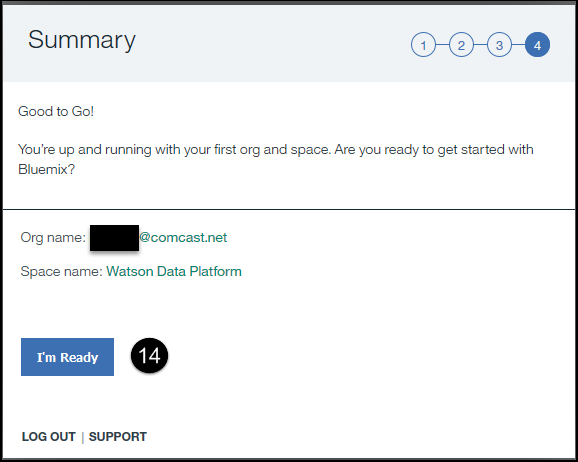 Summary
1 2 3 4
Good to Go!
You're up and running with your first org and space. Are you ready to get started with
Bluemix?
Org name: @comcast.net
Space name: Watson Data Platform
I'm Ready 14
LOG OUT | SUPPORT